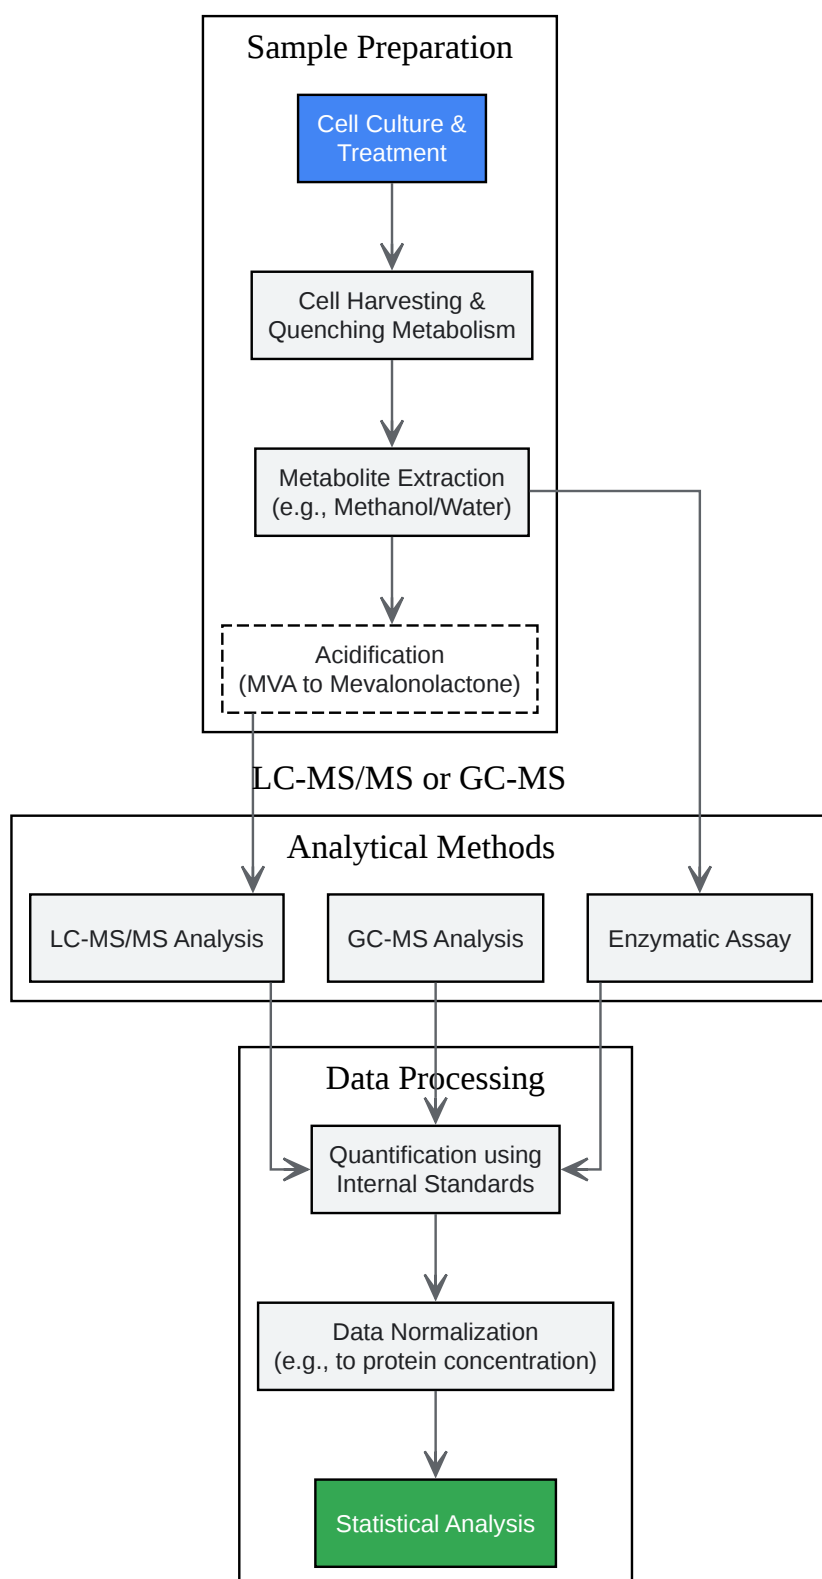 Sample Preparation
Cell Culture &
Treatment
Cell Harvesting &
Quenching Metabolism
Metabolite Extraction
(e.g., Methanol/Water)
Acidification
(MVA to Mevalonolactone)
LC-MS/MS or GC-MS
Analytical Methods
LC-MS/MS Analysis
GC-MS Analysis
Enzymatic Assay
Data Processing
Quantification using
Internal Standards
Data Normalization
(e.g., to protein concentration)
Statistical Analysis